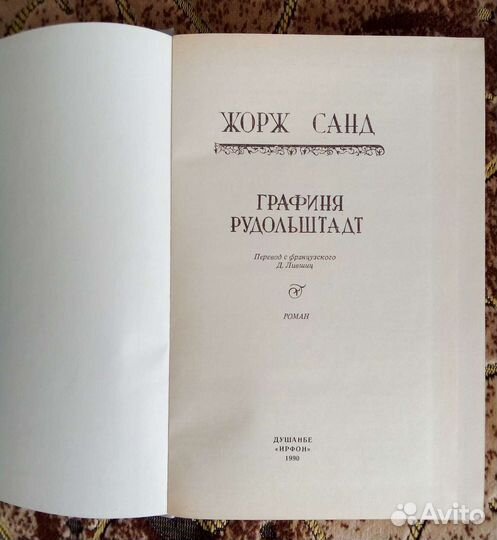 ЖОРЖ САНД
ГРАФИНЯ
РУДОЛЬШТАДТ
Перевод с французского
Д. Лившиц
РОМАН
ДУШАНБЕ
«ИРФОН»
1990
Avito